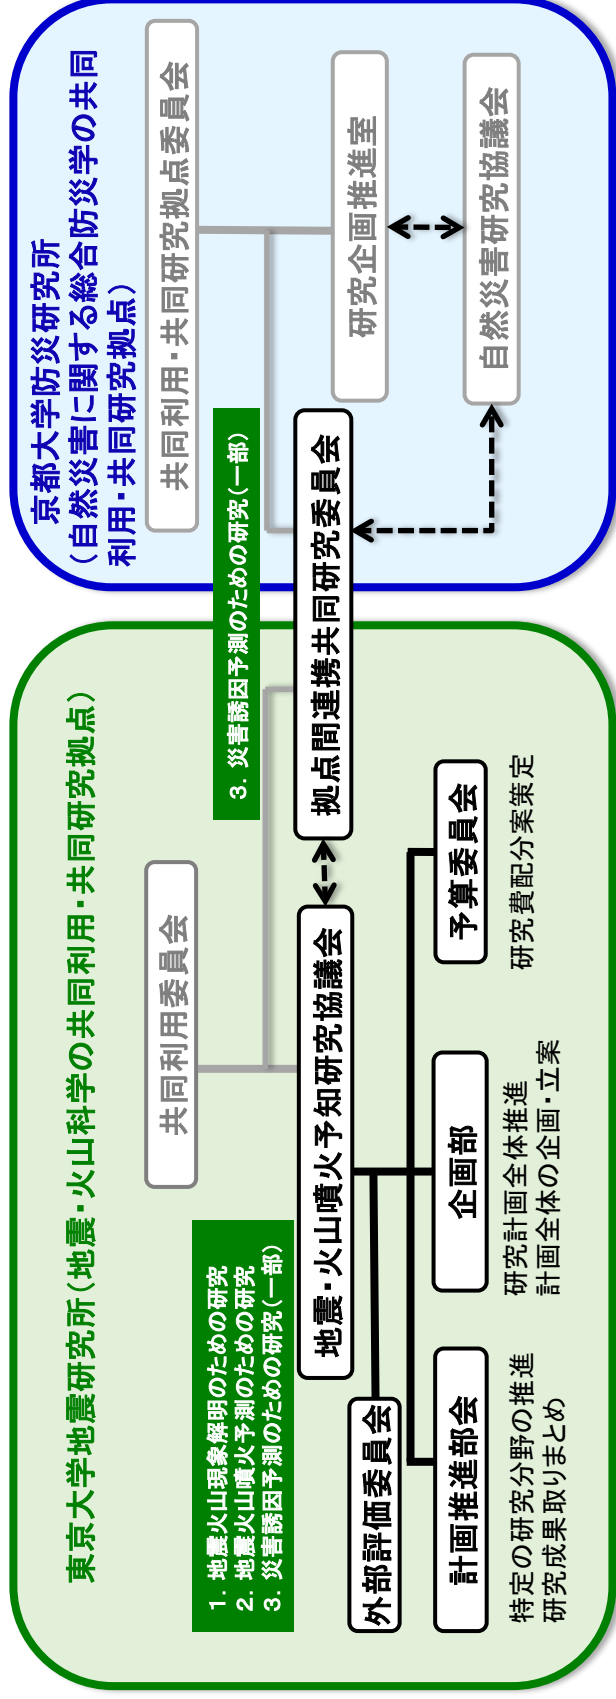 東京大学地震研究所（地震・火山科学の共同利用・共同研究拠点）
共同利用委員会
1. 地震火山現象解明のための研究
2. 地震火山噴火予測のための研究
3. 災害誘因予測のための研究（一部）
地震・火山噴火予知研究協議会
外部評価委員会
計画推進部会
特定の研究分野の推進
研究成果取りまとめ
企画部
研究計画全体推進
計画全体の企画・立案
予算委員会
研究費配分案策定
3. 災害誘因予測のための研究（一部）
拠点間連携共同研究委員会
京都大学防災研究所
（自然災害に関する総合防災学の共同
利用・共同研究拠点）
共同利用・共同研究拠点委員会
研究企画推進室
自然災害研究協議会